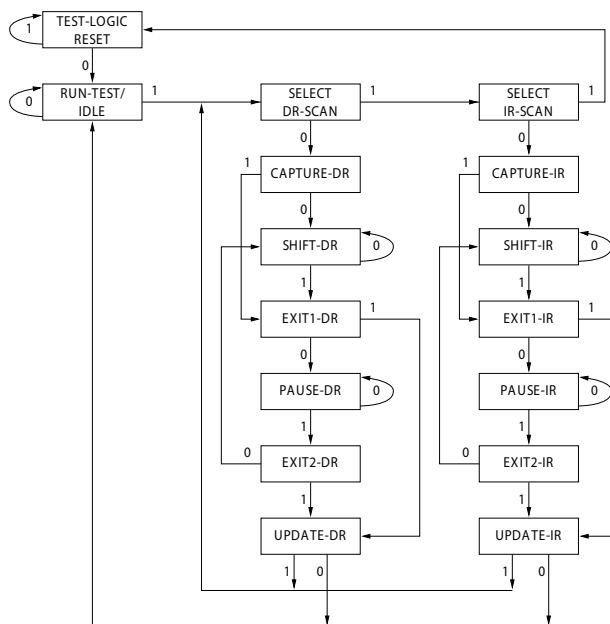 TEST-LOGIC
RESET
1
0
RUN-TEST/
IDLE
0
1
SELECT
DR-SCAN
1
SELECT
IR-SCAN
1
0
0
1
CAPTURE-DR
1
CAPTURE-IR
0
0
SHIFT-DR
0
SHIFT-IR
0
1
1
EXIT1-DR
1
EXIT1-IR
1
0
0
PAUSE-DR
0
PAUSE-IR
0
1
1
0
EXIT2-DR
0
EXIT2-IR
1
1
UPDATE-DR
UPDATE-IR
1
0
1
0